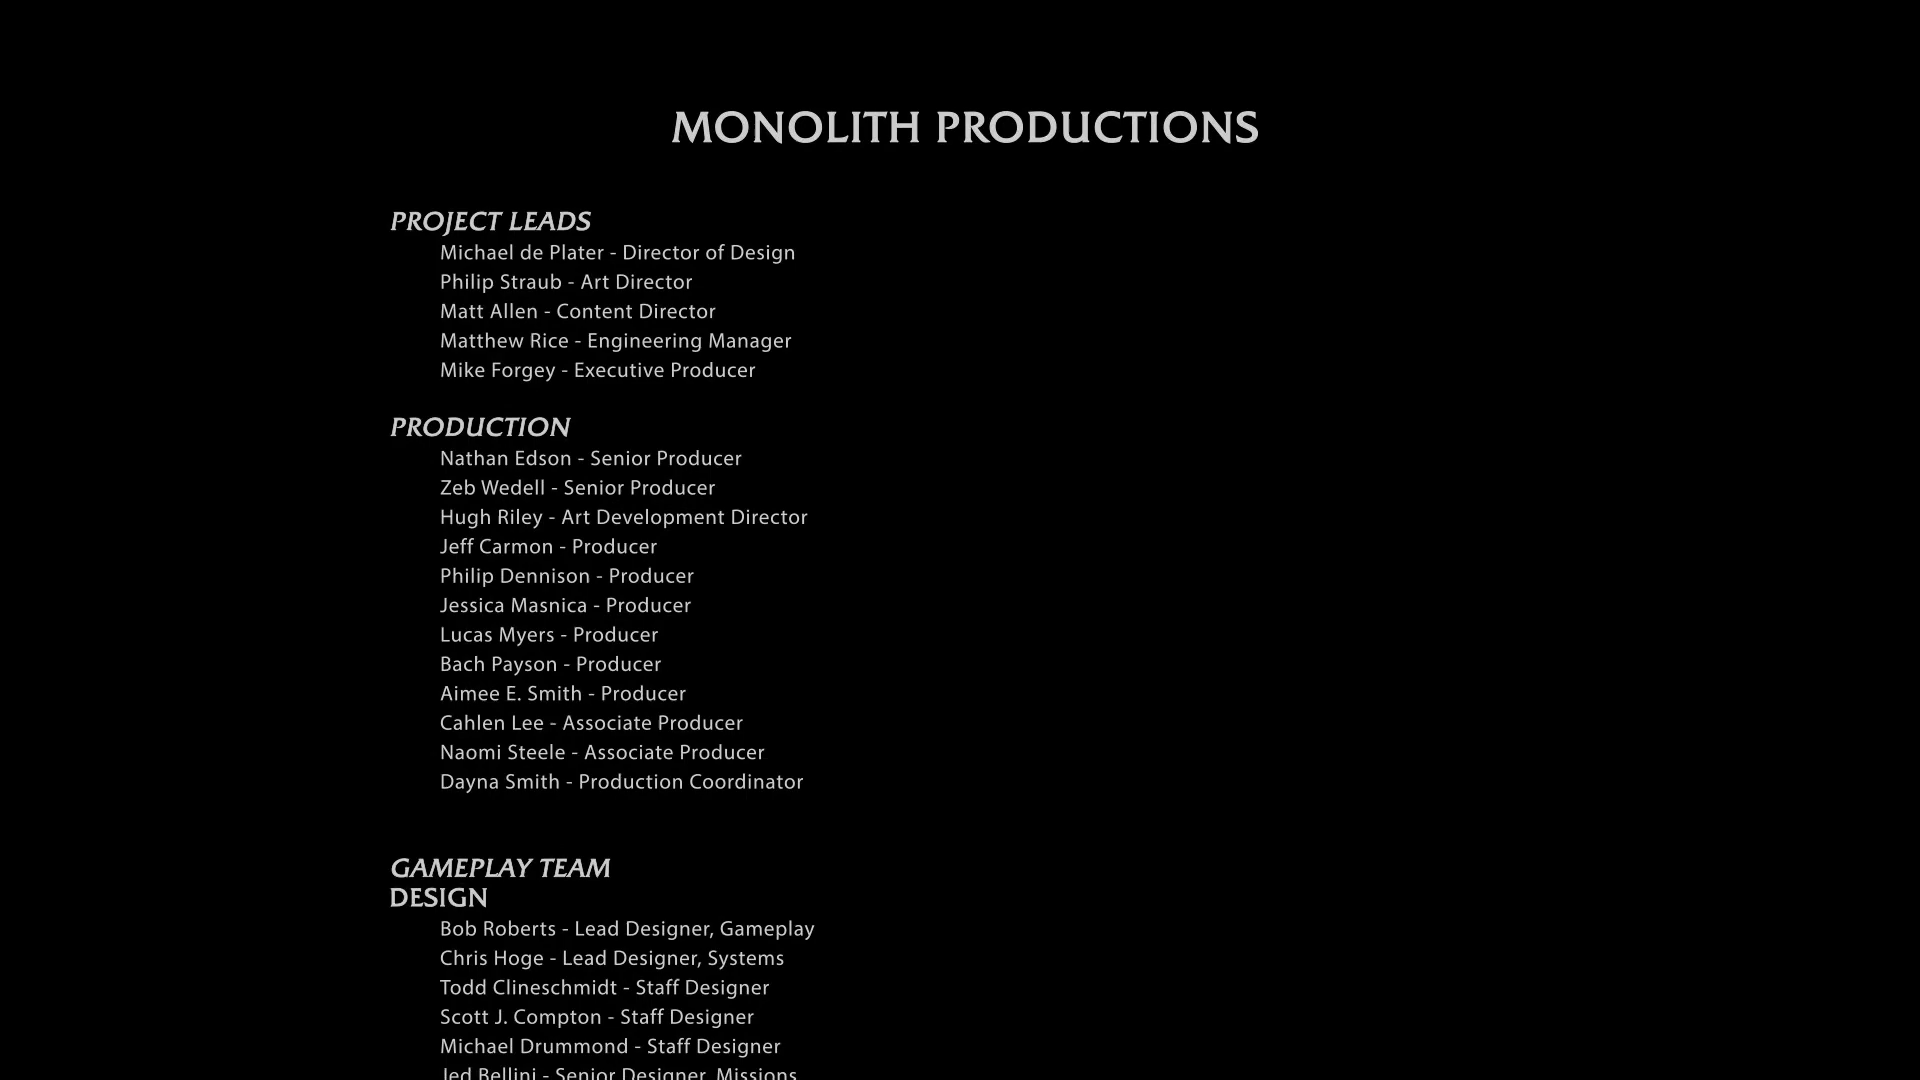 MONOLITH PRODUCTIONS
PROJECT LEADS
Michael de Plater - Director of Design
Philip Straub - Art Director
Matt Allen - Content Director
Matthew Rice - Engineering Manager
Mike Forgey - Executive Producer
PRODUCTION
Nathan Edson - Senior Producer
Zeb Wedell - Senior Producer
Hugh Riley - Art Development Director
Jeff Carmon - Producer
Philip Dennison - Producer
Jessica Masnica - Producer
Lucas Myers - Producer
Bach Payson - Producer
Aimee E. Smith - Producer
Cahlen Lee - Associate Producer
Naomi Steele - Associate Producer
Dayna Smith - Production Coordinator
GAMEPLAY TEAM
DESIGN
Bob Roberts - Lead Designer, Gameplay
Chris Hoge - Lead Designer, Systems
Todd Clineschmidt - Staff Designer
Scott J. Compton - Staff Designer
Michael Drummond - Staff Designer
Jed Bellini - Senior Designer, Missions